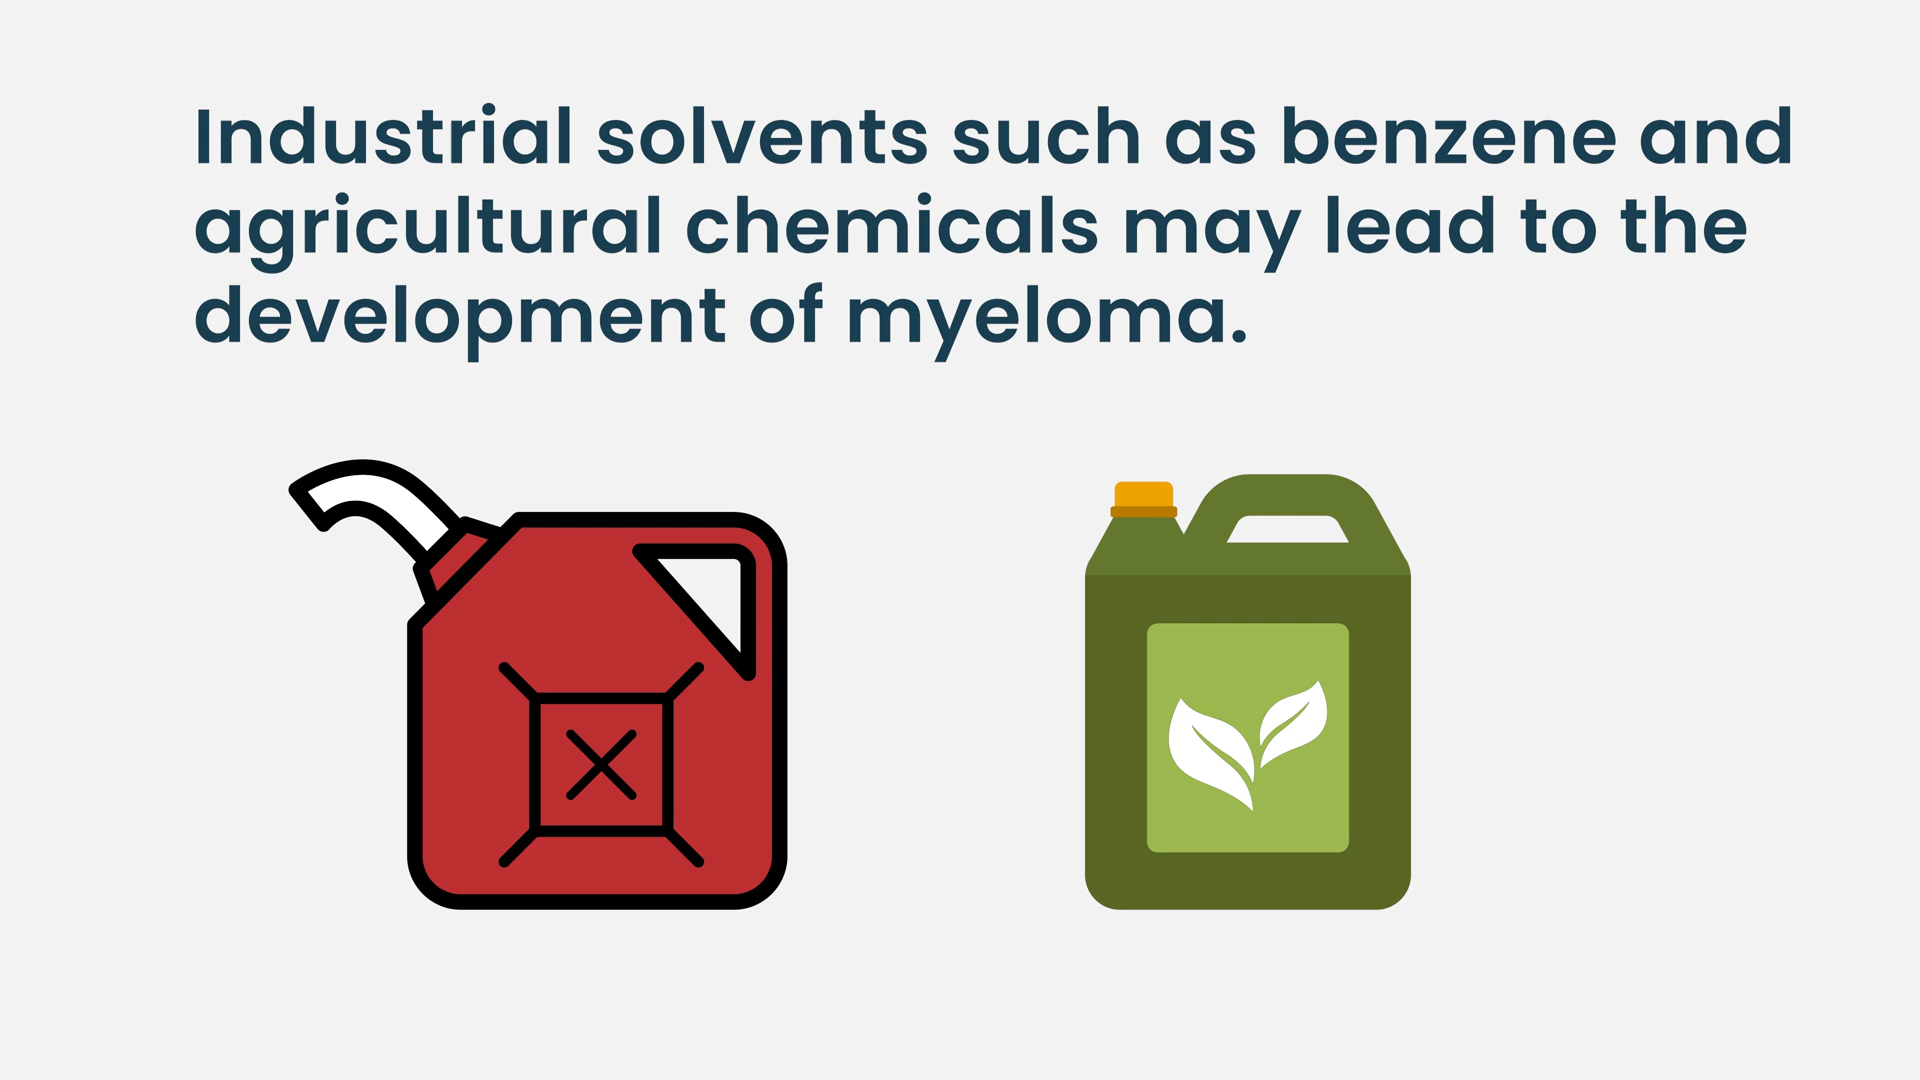 Industrial solvents such as benzene and
agricultural chemicals may lead to the
development of myeloma.